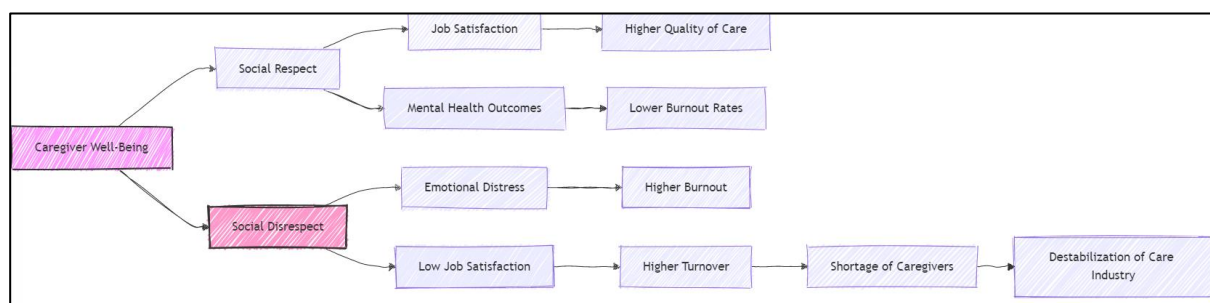 Job Satisfaction
Higher Quality of Care
Social Respect
Mental Health Outcomes
Lower Burnout Rates
Caregiver Well-Being
Emotional Distress
Higher Burnout
Social Disrespect
Low Job Satisfaction
Higher Turnover
Shortage of Caregivers
Destabilization of Care
Industry